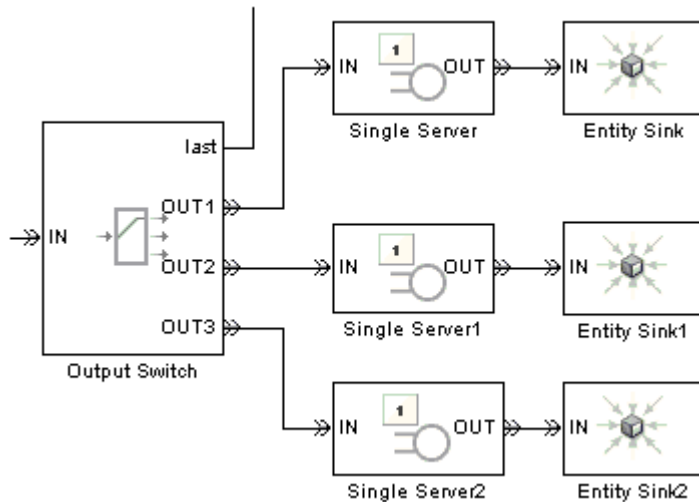 1
IN OUT
Single Server
IN
Entity Sink
last
OUT1
IN
OUT2
OUT3
Output Switch
1
IN OUT
Single Server1
IN
Entity Sink1
1
IN OUT
Single Server2
IN
Entity Sink2